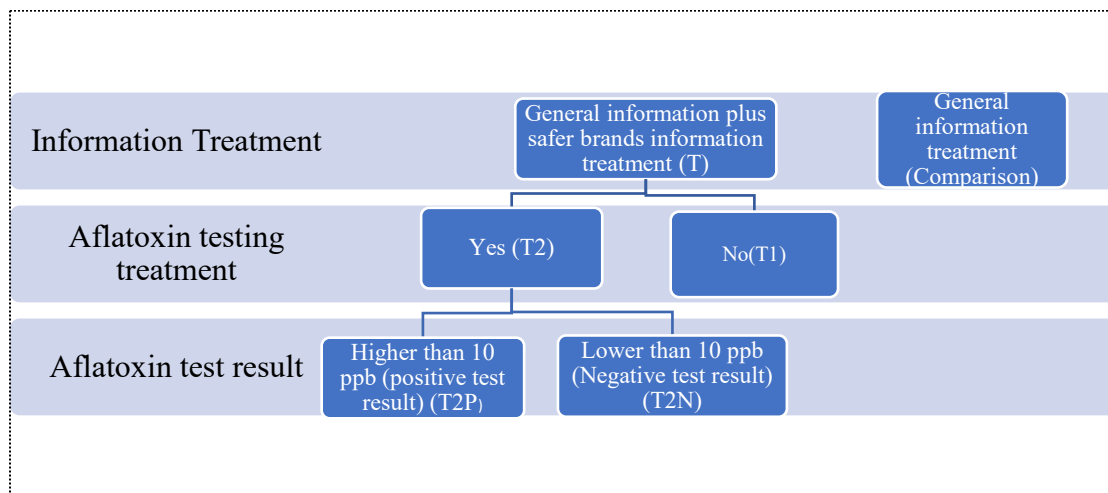 Information Treatment
General information plus
safer brands information
treatment (T)
General
information
treatment
(Comparison)
Aflatoxin testing
treatment
Yes (T2)
No(T1)
Aflatoxin test result
Higher than 10
ppb (positive test
result) (T2P)
Lower than 10 ppb
(Negative test result)
(T2N)